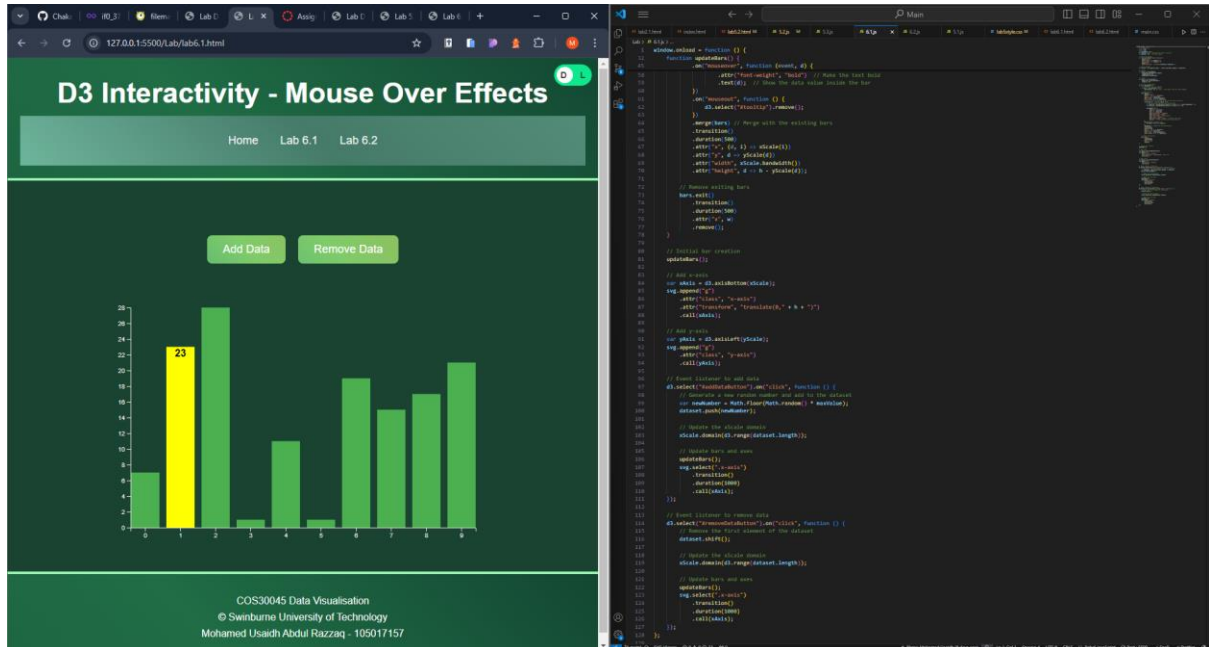 Chalk
if0_37
filem
Lab D
L
Assig
Lab D
Lab 5
Lab 6
127.0.0.1:5500/Lab/lab6.1.html
D L
D3 Interactivity - Mouse Over Effects
Home Lab 6.1 Lab 6.2
Add Data Remove Data
28
26
24
22
20
18
16
14
12
10
8
6
4
2
0
23
0 1 2 3 4 5 6 7 8 9
COS30045 Data Visualisation
© Swinburne University of Technology
Mohamed Usaidh Abdul Razzaq - 105017157
Main
window.onload = function () {
function updateBars() {
.on("mouseover", function (event, d) {
.attr("font-weight", "bold") // Make the text bold
.text(d); // Show the data value inside the bar
})
.on("mouseout", function () {
d3.select("#tooltip").remove();
})
.merge(bars) // Merge with the existing bars
.transition()
.duration(500)
.attr("x", (d, i) => xScale(i))
.attr("y", d => yScale(d))
.attr("width", xScale.bandwidth())
.attr("height", d => h - yScale(d));
// Remove exiting bars
bars.exit()
.transition()
.duration(500)
.attr("x", w)
.remove();
}
// Initial bar creation
updateBars();
// Add x-axis
var xAxis = d3.axisBottom(xScale);
svg.append("g")
.attr("class", "x-axis")
.attr("transform", "translate(0," + h + ")")
.call(xAxis);
// Add y-axis
var yAxis = d3.axisLeft(yScale);
svg.append("g")
.attr("class", "y-axis")
.call(yAxis);
// Event listener to add data
d3.select("#addDataButton").on("click", function () {
// Generate a new random number and add to the dataset
var newNumber = Math.floor(Math.random() * maxValue);
dataset.push(newNumber);
// Update the xScale domain
xScale.domain(d3.range(dataset.length));
// Update bars and axes
updateBars();
svg.select(".x-axis")
.transition()
.duration(1000)
.call(xAxis);
});
// Event listener to remove data
d3.select("#removeDataButton").on("click", function () {
// Remove the first element of the dataset
dataset.shift();
// Update the xScale domain
xScale.domain(d3.range(dataset.length));
// Update bars and axes
updateBars();
svg.select(".x-axis")
.transition()
.duration(1000)
.call(xAxis);
});
};